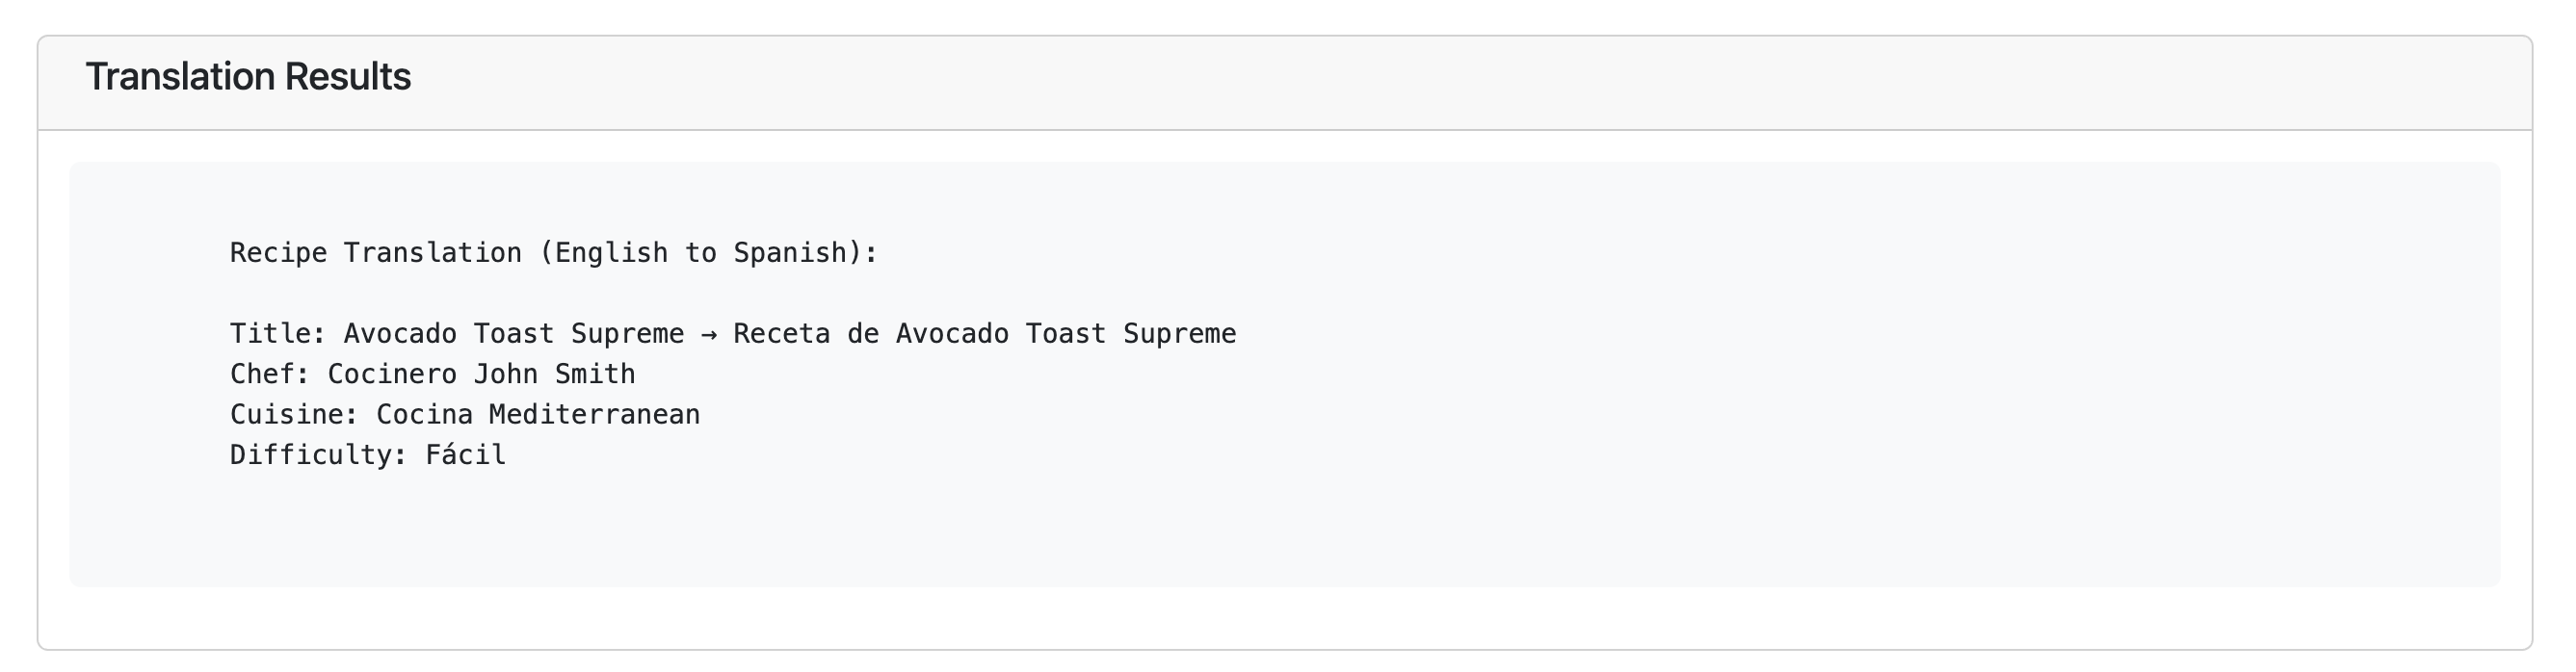 Translation Results
Recipe Translation (English to Spanish):
Title: Avocado Toast Supreme → Receta de Avocado Toast Supreme
Chef: Cocinero John Smith
Cuisine: Cocina Mediterranean
Difficulty: Fácil